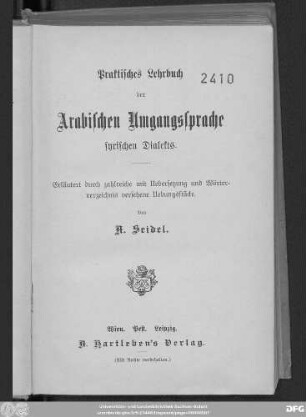 Praktisches Lehrbuch
2410
der
Arabischen Umgangssprache
syrischen Dialekts.
Erläutert durch zahlreiche mit Uebersetzung und Wörter-
verzeichnis versehene Uebungsstücke.
Von
A. Seidel.
Wien. Pest. Leipzig.
A. Hartleben's Verlag.
(Alle Rechte vorbehalten.)